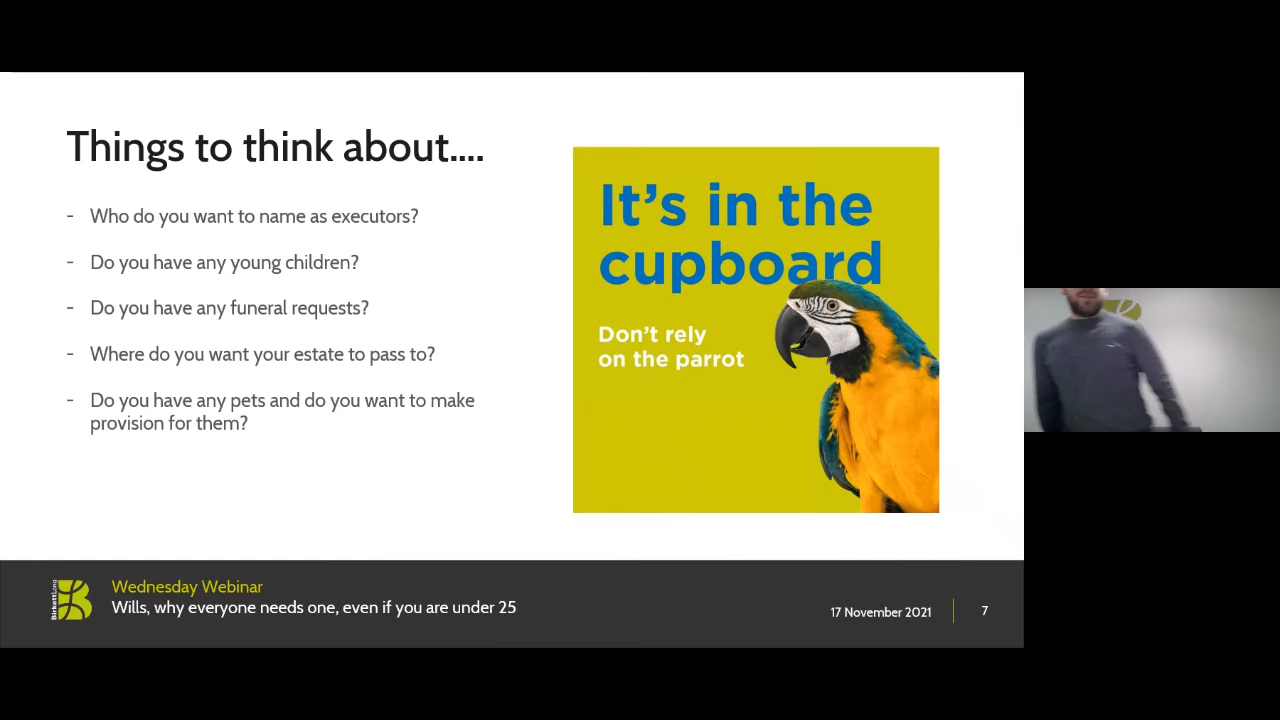 Things to think about....
- Who do you want to name as executors?
- Do you have any young children?
- Do you have any funeral requests?
- Where do you want your estate to pass to?
- Do you have any pets and do you want to make
provision for them?
It's in the
cupboard
Don't rely
on the parrot
BirkettLong
Wednesday Webinar
Wills, why everyone needs one, even if you are under 25
17 November 2021
7